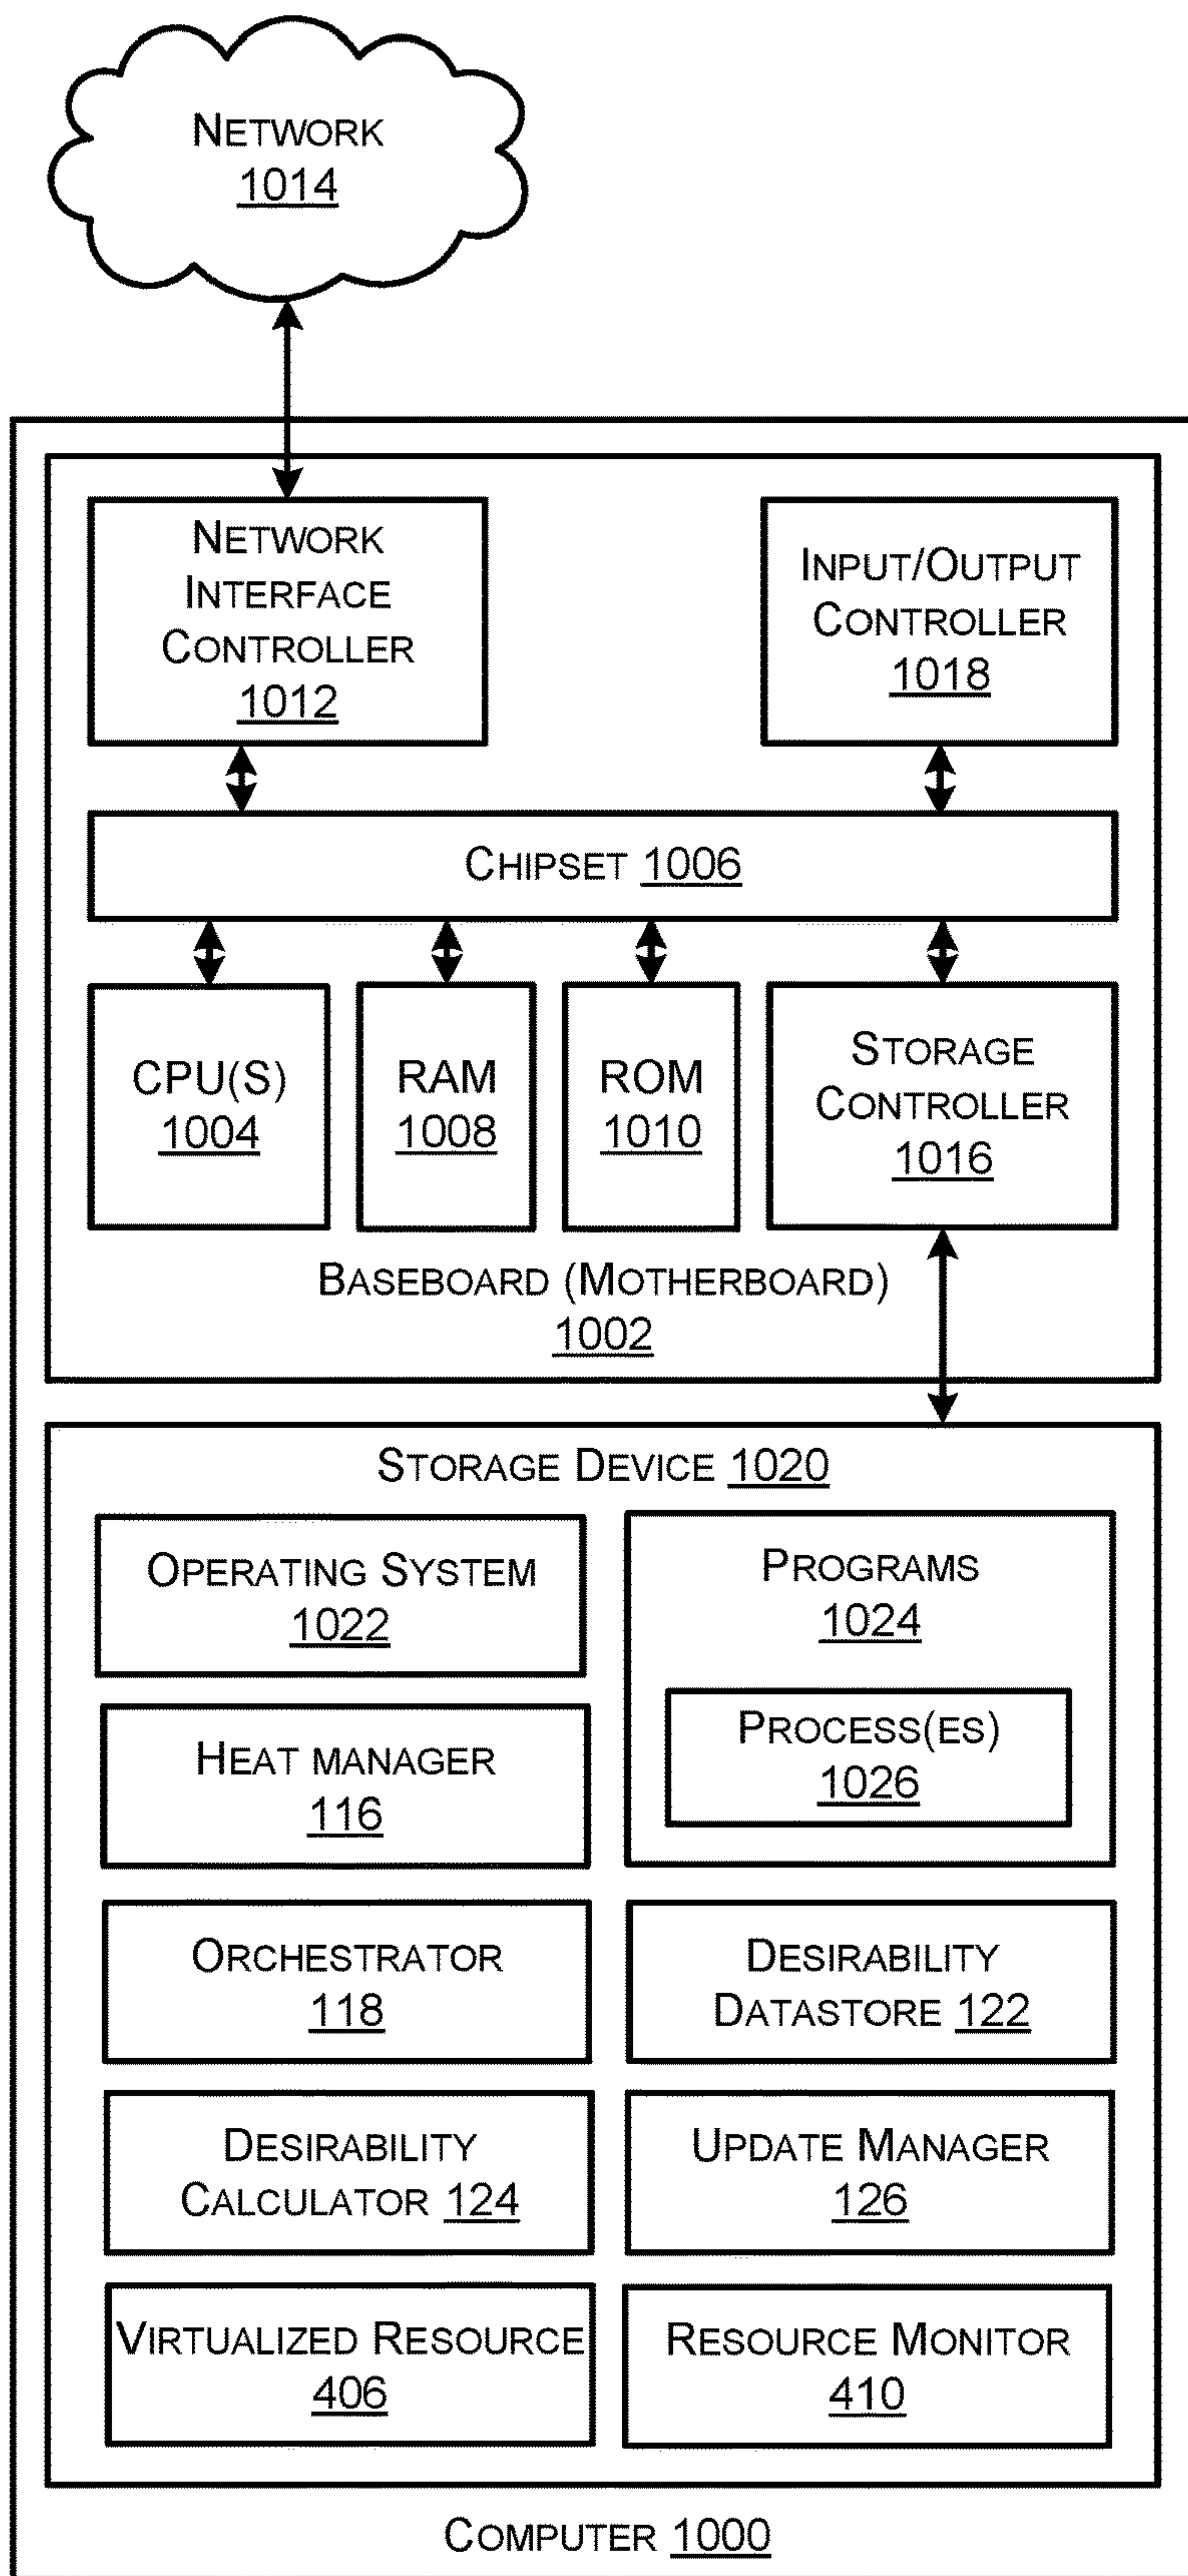 NETWORK
1014
NETWORK
INTERFACE
CONTROLLER
1012
INPUT/OUTPUT
CONTROLLER
1018
CHIPSET 1006
CPU(S)
1004
RAM
1008
ROM
1010
STORAGE
CONTROLLER
1016
BASEBOARD (MOTHERBOARD)
1002
STORAGE DEVICE 1020
OPERATING SYSTEM
1022
PROGRAMS
1024
PROCESS(ES)
1026
HEAT MANAGER
116
ORCHESTRATOR
118
DESIRABILITY
DATASTORE 122
DESIRABILITY
CALCULATOR 124
UPDATE MANAGER
126
VIRTUALIZED RESOURCE
406
RESOURCE MONITOR
410
COMPUTER 1000